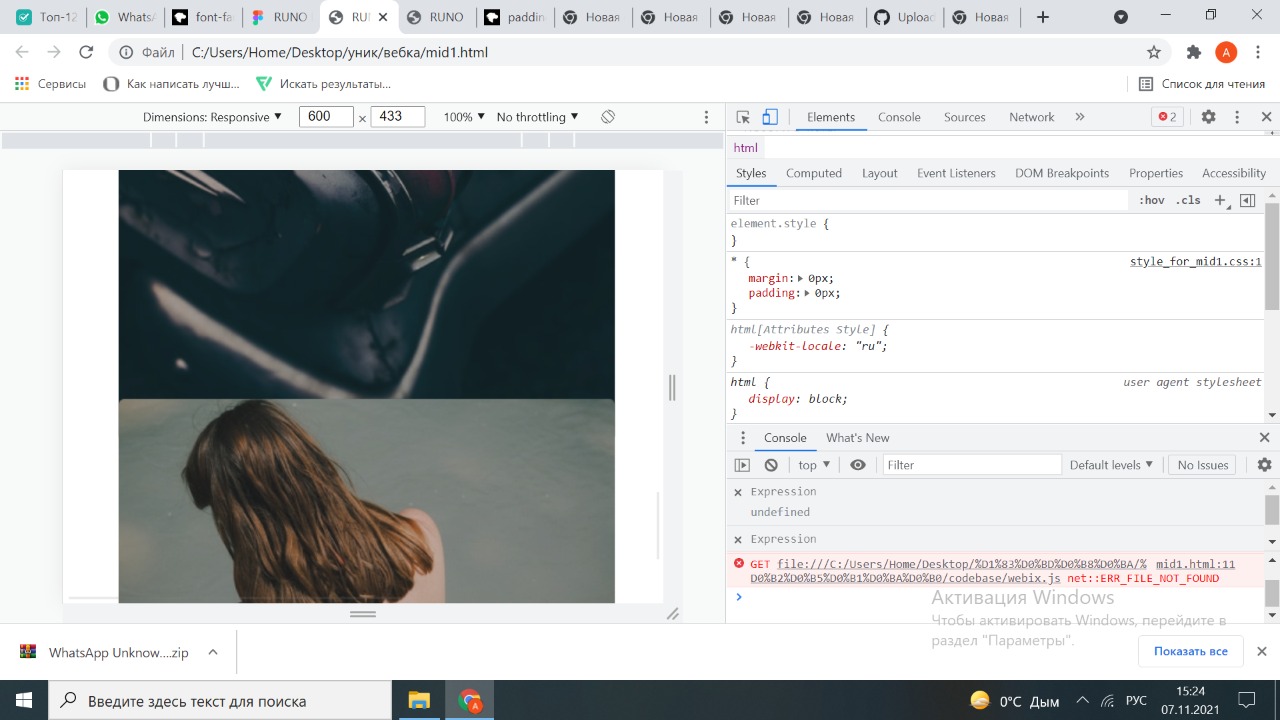 Топ-12
WhatsA
font-fa
RUNO
RUN
RUNO
paddin
Новая
Новая
Новая
Новая
Uploac
Новая
Файл | C:/Users/Home/Desktop/уник/вебка/mid1.html
A
Сервисы
Как написать лучш...
Искать результаты...
Список для чтения
Dimensions: Responsive 600 × 433 100% No throttling
Elements Console Sources Network » 2
html
Styles Computed Layout Event Listeners DOM Breakpoints Properties Accessibility
Filter :hov .cls +
element.style {
}
* { style_for_mid1.css:1
margin: 0px;
padding: 0px;
}
html[Attributes Style] {
-webkit-locale: "ru";
}
html { user agent stylesheet
display: block;
}
Console What's New
top Filter Default levels No Issues
Expression
undefined
Expression
GET file:///C:/Users/Home/Desktop/%D1%83%D0%BD%D0%B8%D0%BA/% mid1.html:11
D0%B2%D0%B5%D0%B1%D0%BA%D0%B0/codebase/webix.js net::ERR_FILE_NOT_FOUND
Активация Windows
Чтобы активировать Windows, перейдите в
раздел "Параметры".
WhatsApp Unknow....zip
Показать все
Введите здесь текст для поиска
A
0°C Дым
РУС
15:24
07.11.2021